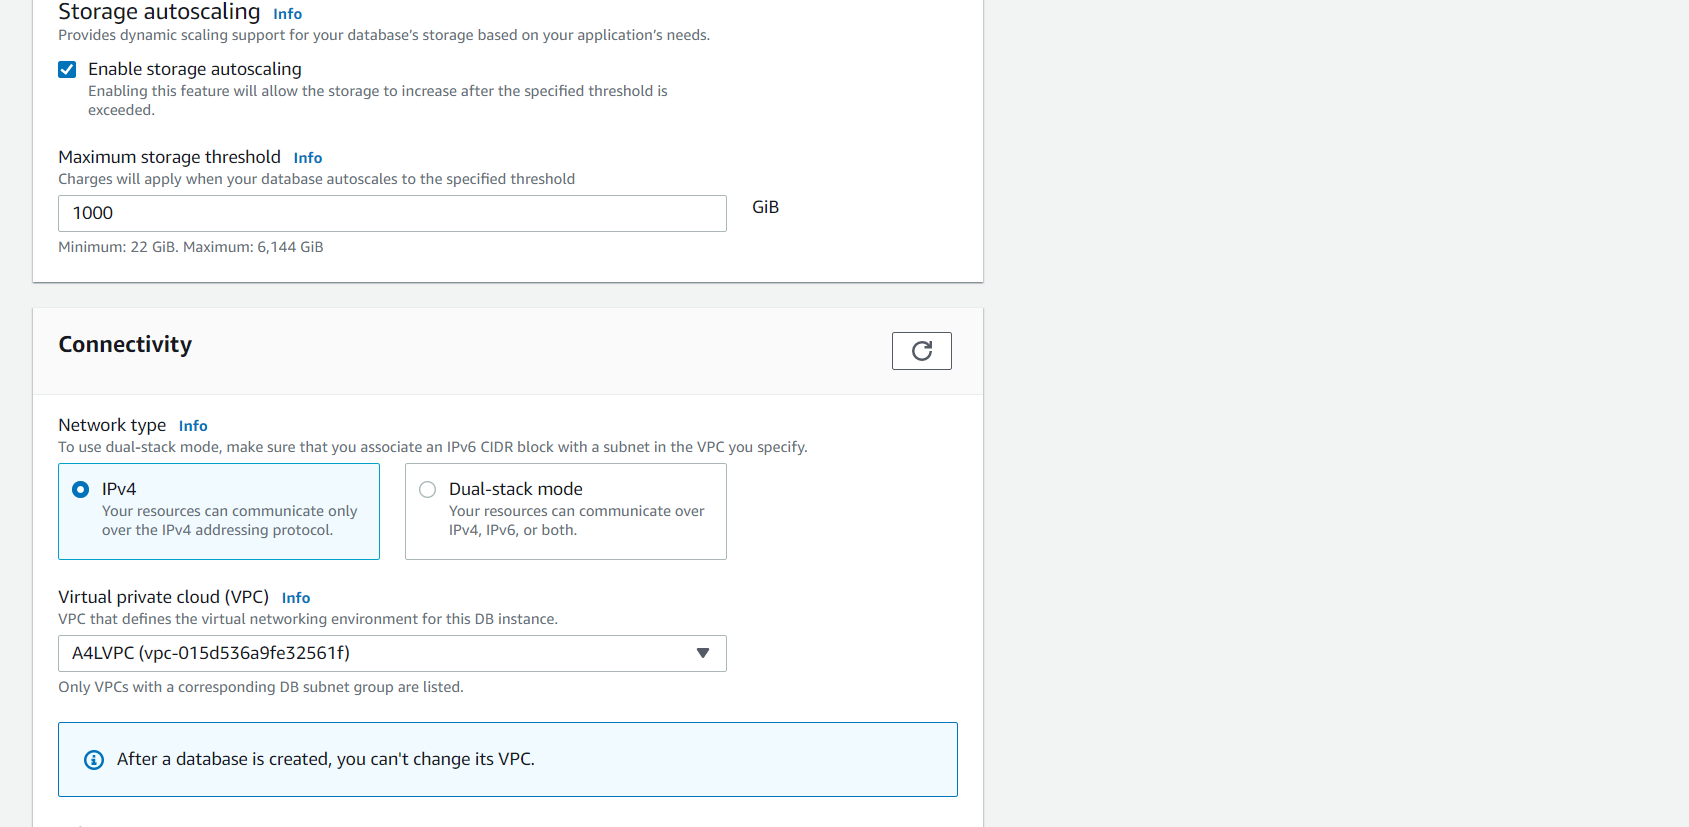 Storage autoscaling Info
Provides dynamic scaling support for your database's storage based on your application's needs.
Enable storage autoscaling
Enabling this feature will allow the storage to increase after the specified threshold is
exceeded.
Maximum storage threshold Info
Charges will apply when your database autoscales to the specified threshold
1000
GiB
Minimum: 22 GiB. Maximum: 6,144 GiB
Connectivity
Network type Info
To use dual-stack mode, make sure that you associate an IPv6 CIDR block with a subnet in the VPC you specify.
IPv4
Your resources can communicate only
over the IPv4 addressing protocol.
Dual-stack mode
Your resources can communicate over
IPv4, IPv6, or both.
Virtual private cloud (VPC) Info
VPC that defines the virtual networking environment for this DB instance.
A4LVPC (vpc-015d536a9fe32561f)
Only VPCs with a corresponding DB subnet group are listed.
After a database is created, you can't change its VPC.